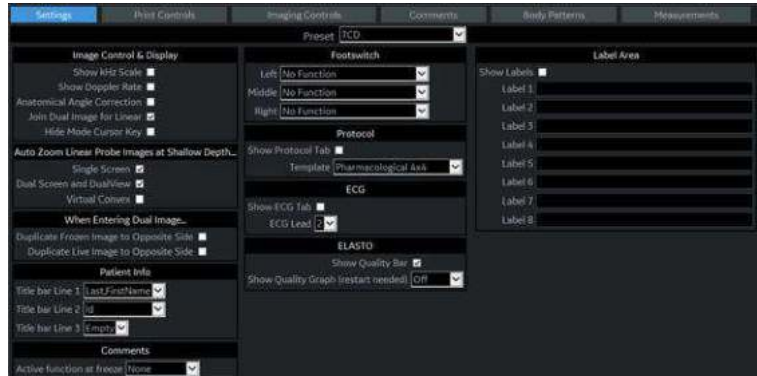 Settings
Print Controls
Imaging Controls
Comments
Body Patterns
Measurements
Preset TCD
Image Control & Display
Show kHz Scale
Show Doppler Rate
Anatomical Angle Correction
Join Dual Image for Linear
Hide Mode Cursor Key
Auto Zoom Linear Probe Images at Shallow Depth...
Single Screen
Dual Screen and DualView
Virtual Convex
When Entering Dual Image...
Duplicate Frozen Image to Opposite Side
Duplicate Live Image to Opposite Side
Patient Info
Title bar Line 1 Last,FirstName
Title bar Line 2 Id
Title bar Line 3 Empty
Comments
Active function at freeze None
Footswitch
Left No Function
Middle No Function
Right No Function
Protocol
Show Protocol Tab
Template Pharmacological 4x4
ECG
Show ECG Tab
ECG Lead 2
ELASTO
Show Quality Bar
Show Quality Graph (restart needed) Off
Label Area
Show Labels
Label 1
Label 2
Label 3
Label 4
Label 5
Label 6
Label 7
Label 8